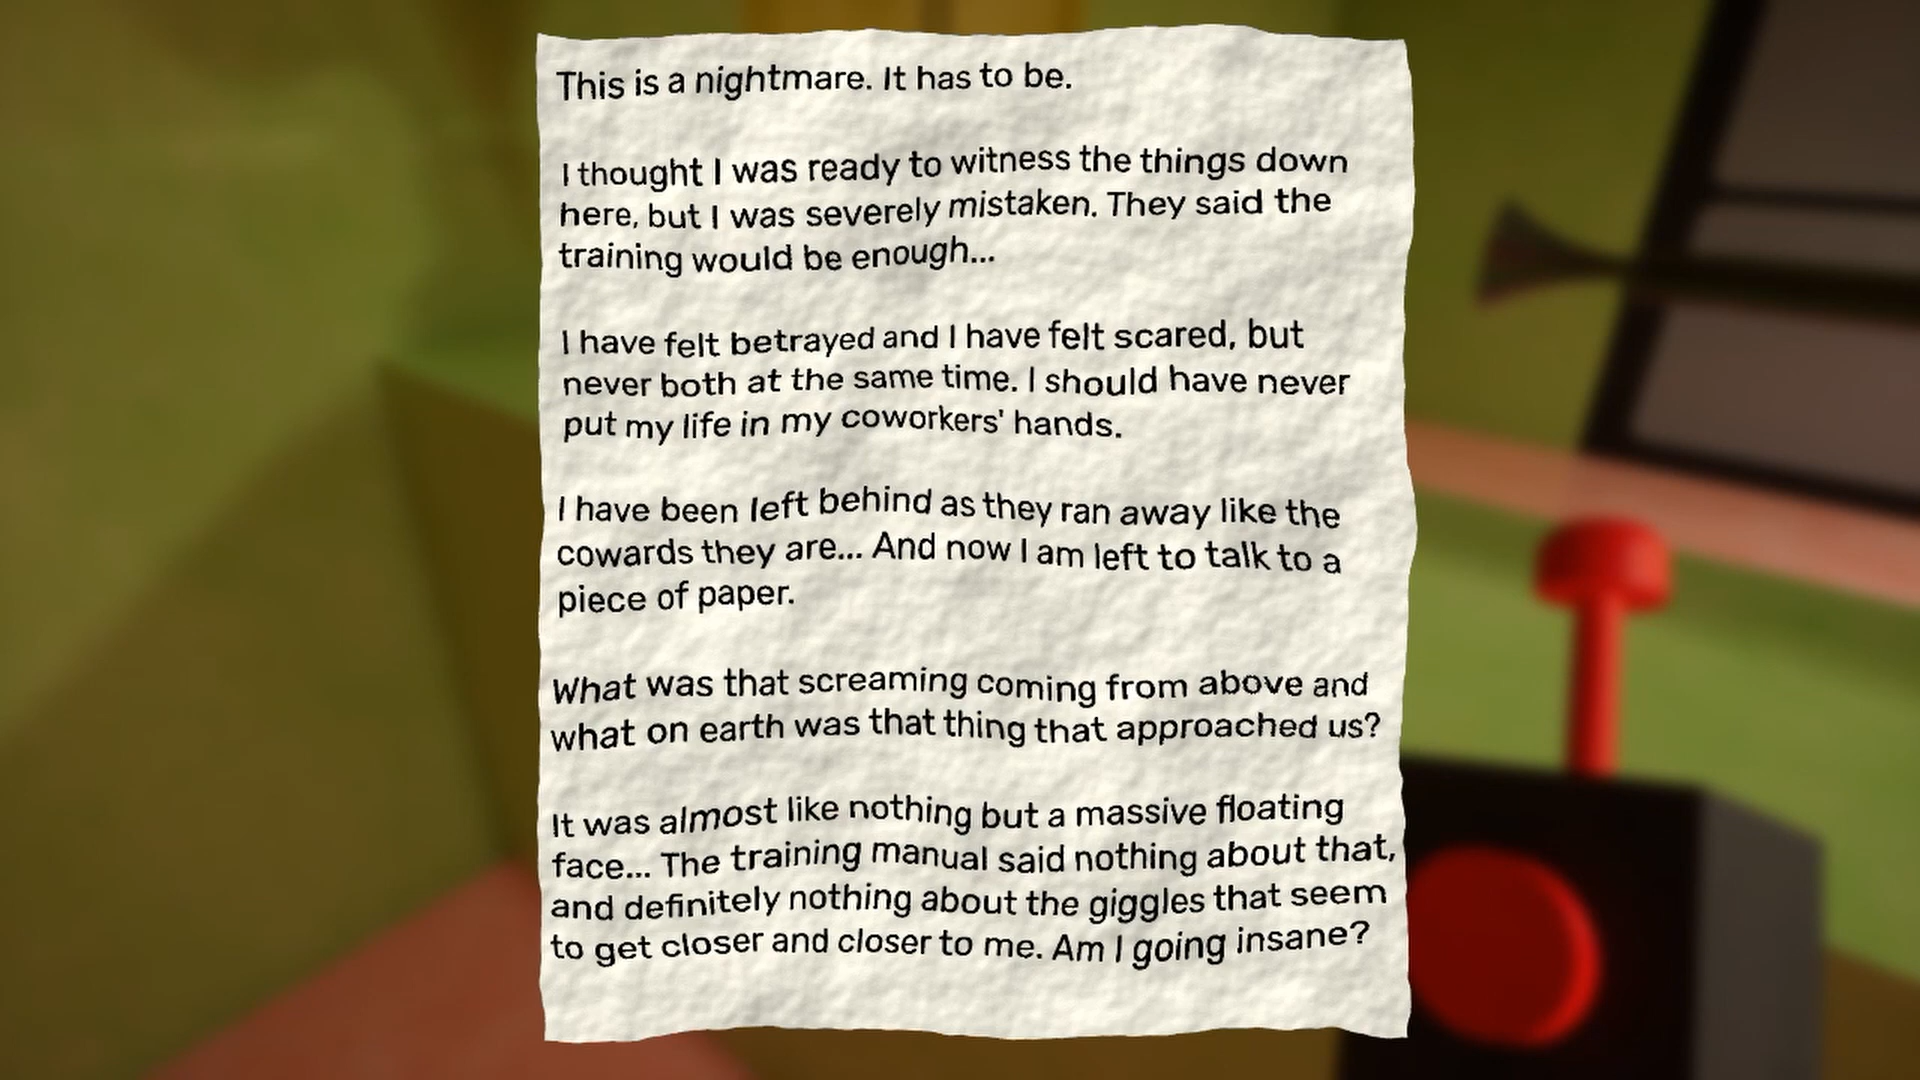 This is a nightmare. It has to be.
I thought I was ready to witness the things down
here, but I was severely mistaken. They said the
training would be enough...
I have felt betrayed and I have felt scared, but
never both at the same time. I should have never
put my life in my coworkers' hands.
I have been left behind as they ran away like the
cowards they are... And now I am left to talk to a
piece of paper.
What was that screaming coming from above and
what on earth was that thing that approached us?
It was almost like nothing but a massive floating
face... The training manual said nothing about that,
and definitely nothing about the giggles that seem
to get closer and closer to me. Am I going insane?